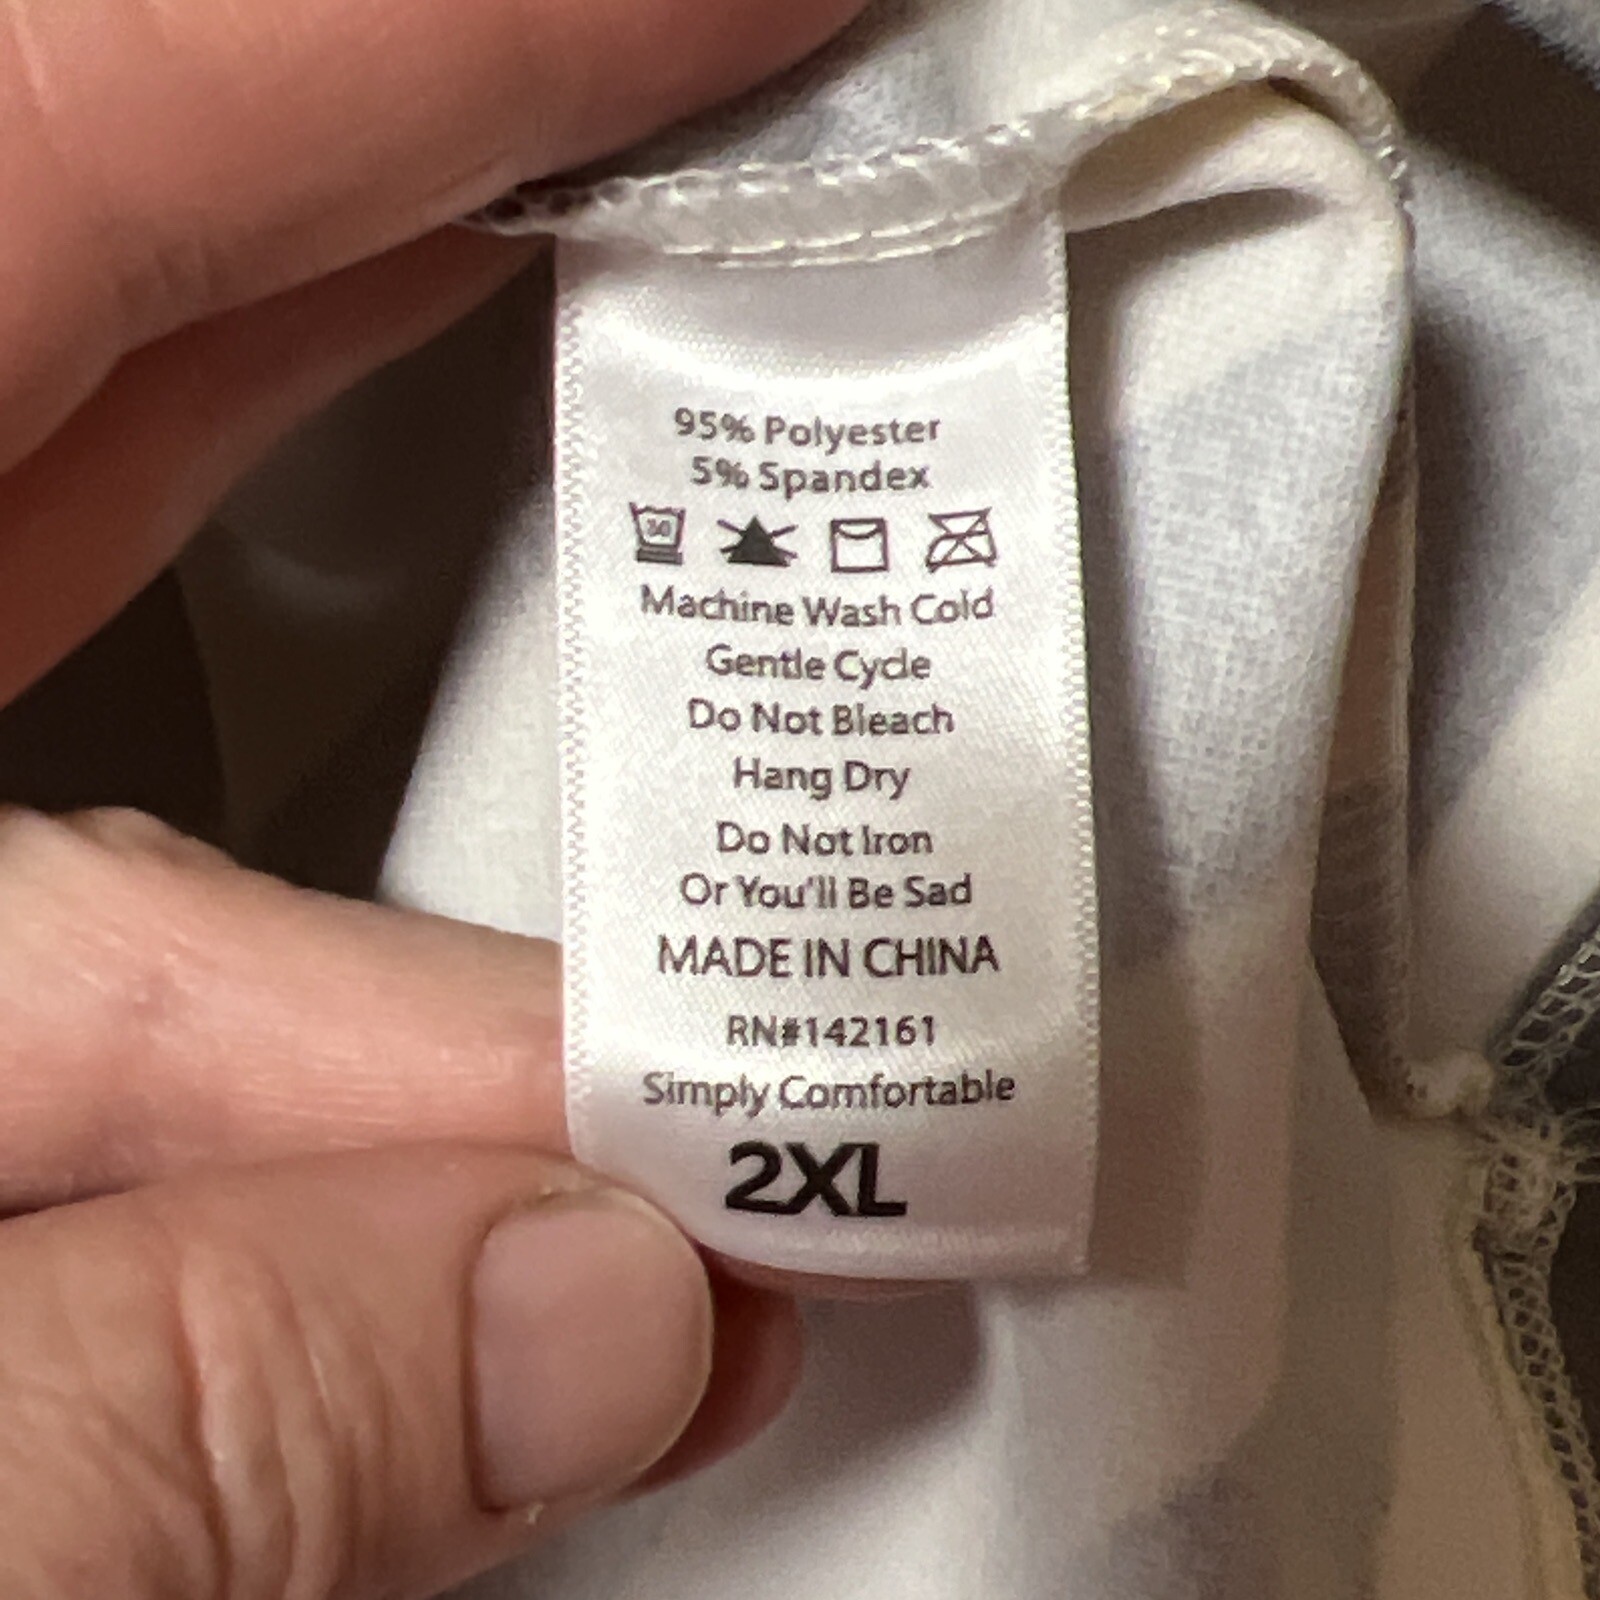 95% Polyester
5% Spandex
30
Machine Wash Cold
Gentle Cycle
Do Not Bleach
Hang Dry
Do Not Iron
Or You'll Be Sad
MADE IN CHINA
RN#142161
Simply Comfortable
2XL